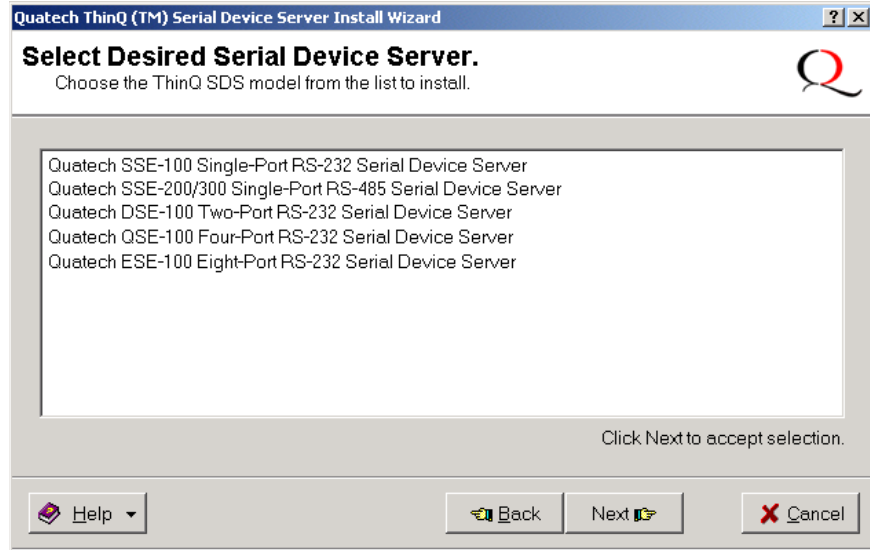 Quatech ThinQ (TM) Serial Device Server Install Wizard
Select Desired Serial Device Server.
Choose the ThinQ SDS model from the list to install.
Quatech SSE-100 Single-Port RS-232 Serial Device Server
Quatech SSE-200/300 Single-Port RS-485 Serial Device Server
Quatech DSE-100 Two-Port RS-232 Serial Device Server
Quatech QSE-100 Four-Port RS-232 Serial Device Server
Quatech ESE-100 Eight-Port RS-232 Serial Device Server
Click Next to accept selection.
Help Back Next Cancel